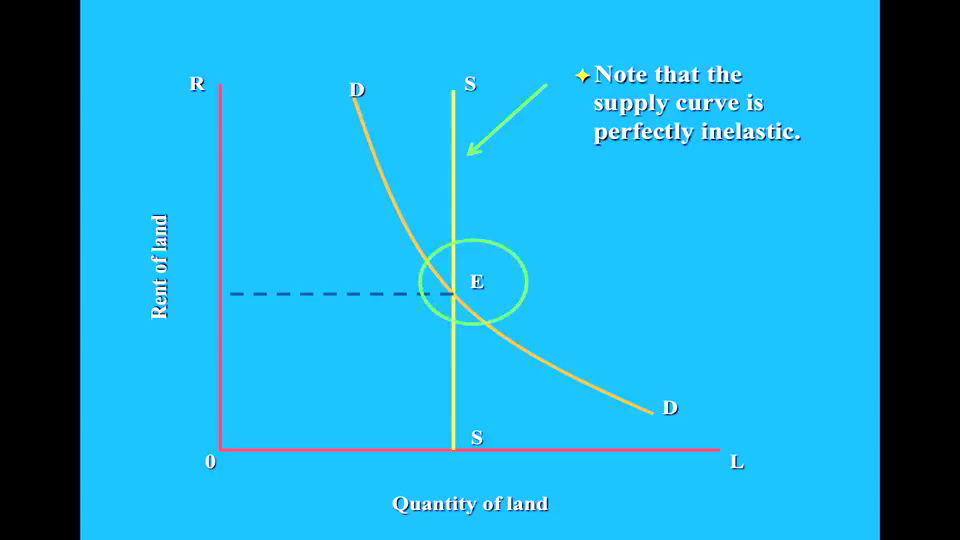 Note that the
supply curve is
perfectly inelastic.
R
D
S
Rent of land
E
D
S
0
L
Quantity of land